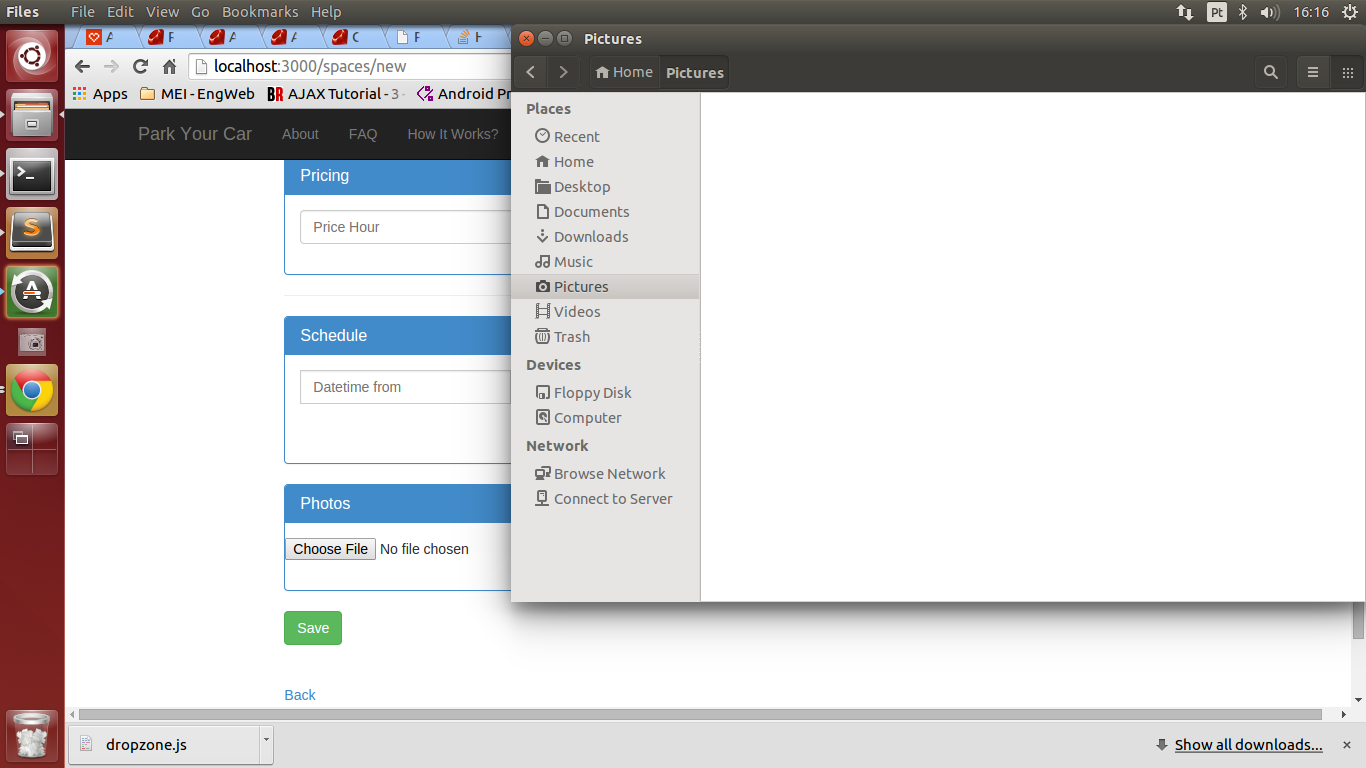 Files File Edit View Go Bookmarks Help Pt 16:16
Pictures
localhost:3000/spaces/new
Home Pictures
Apps MEI - EngWeb AJAX Tutorial - 3 Android Pr
Park Your Car About FAQ How It Works?
Pricing
Price Hour
Schedule
Datetime from
Photos
Choose File No file chosen
Save
Back
Places
Recent
Home
Desktop
Documents
Downloads
Music
Pictures
Videos
Trash
Devices
Floppy Disk
Computer
Network
Browse Network
Connect to Server
dropzone.js Show all downloads...